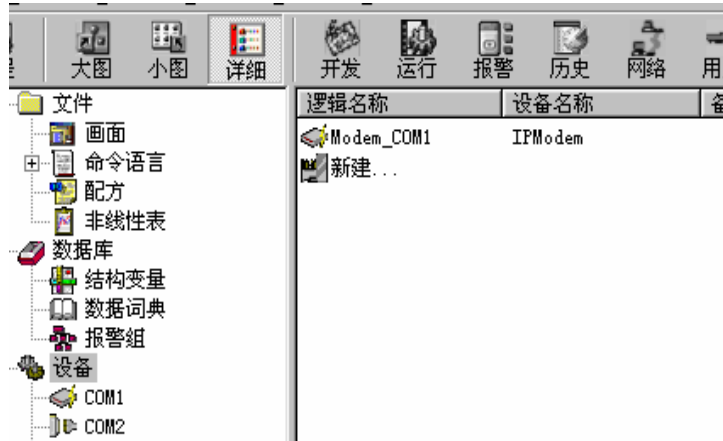 大图 小图 详细 开发 运行 报警 历史 网络 用
文件
画面
命令语言
配方
非线性表
数据库
结构变量
数据词典
报警组
设备
COM1
COM2
逻辑名称 设备名称
Modem_COM1 IPModem
新建...